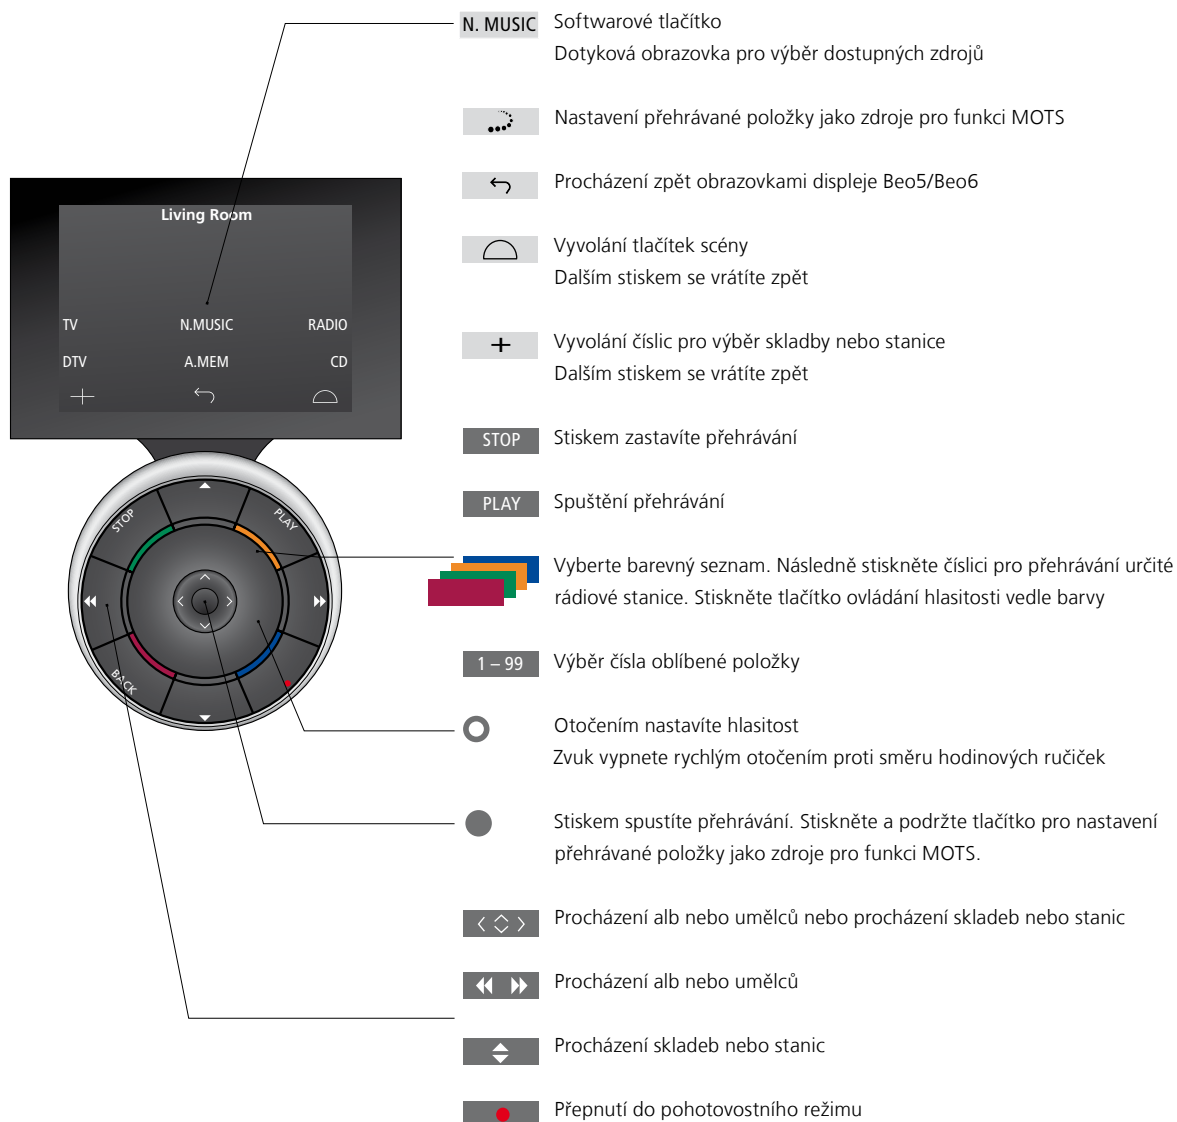 N. MUSIC Softwarové tlačítko
Dotyková obrazovka pro výběr dostupných zdrojů
Nastavení přehrávané položky jako zdroje pro funkci MOTS
Procházení zpět obrazovkami displeje Beo5/Beo6
Vyvolání tlačítek scény
Dalším stiskem se vrátíte zpět
Vyvolání číslic pro výběr skladby nebo stanice
Dalším stiskem se vrátíte zpět
STOP Stiskem zastavíte přehrávání
PLAY Spuštění přehrávání
Vyberte barevný seznam. Následně stiskněte číslici pro přehrávání určité
rádiové stanice. Stiskněte tlačítko ovládání hlasitosti vedle barvy
1 – 99 Výběr čísla oblíbené položky
Otočením nastavíte hlasitost
Zvuk vypnete rychlým otočením proti směru hodinových ručiček
Stiskem spustíte přehrávání. Stiskněte a podržte tlačítko pro nastavení
přehrávané položky jako zdroje pro funkci MOTS.
Procházení alb nebo umělců nebo procházení skladeb nebo stanic
Procházení alb nebo umělců
Procházení skladeb nebo stanic
Přepnutí do pohotovostního režimu
Living Room
TV N.MUSIC RADIO
DTV A.MEM CD
STOP
PLAY
BACK